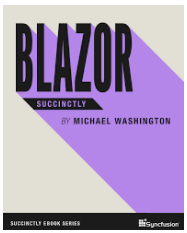 BLAZOR
SUCCINCTLY
BY MICHAEL WASHINGTON
SUCCINCTLY EBOOK SERIES
Syncfusion